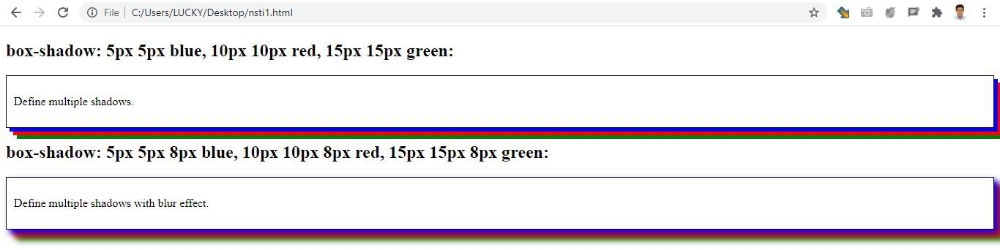 File | C:/Users/LUCKY/Desktop/nsti1.html
box-shadow: 5px 5px blue, 10px 10px red, 15px 15px green:
Define multiple shadows.
box-shadow: 5px 5px 8px blue, 10px 10px 8px red, 15px 15px 8px green:
Define multiple shadows with blur effect.